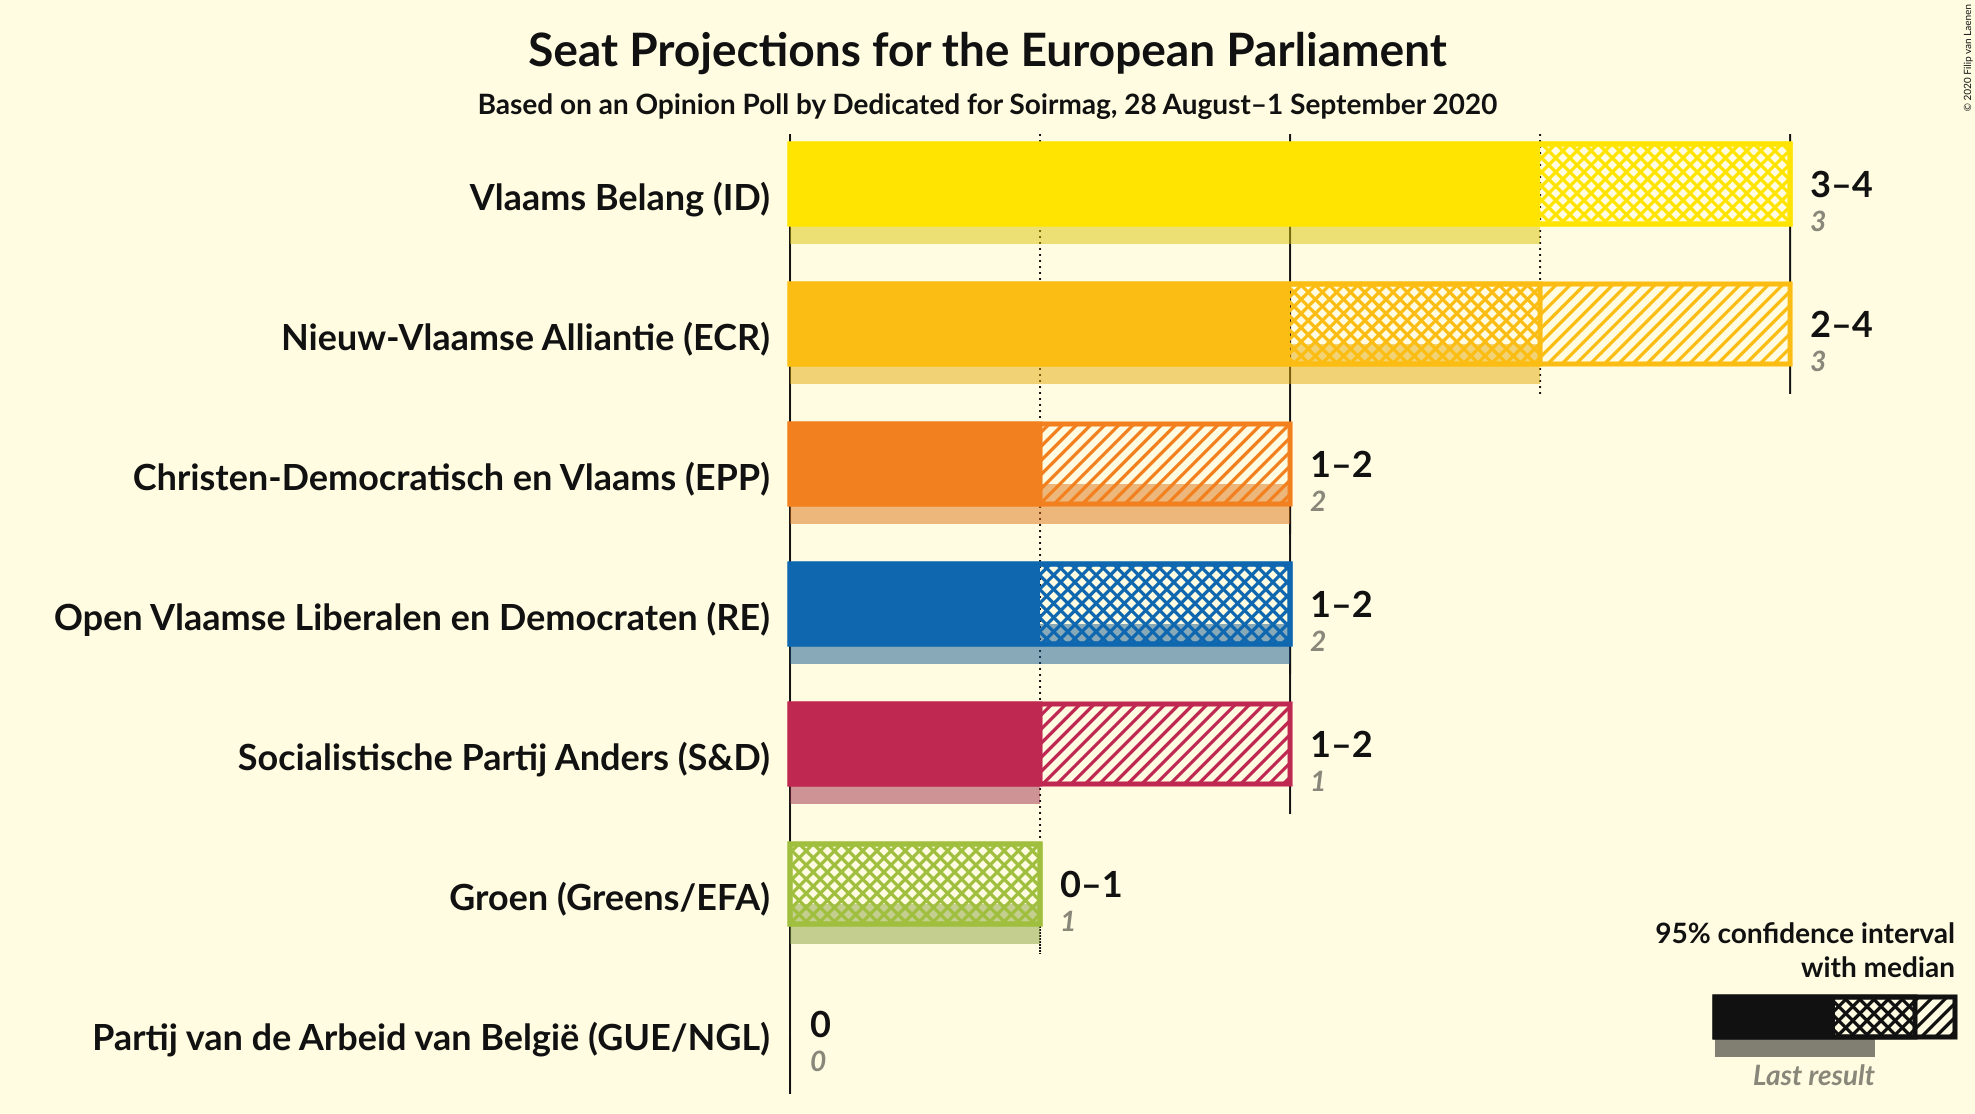 Seat Projections for the European Parliament
Based on an Opinion Poll by Dedicated for Soirmag, 28 August–1 September 2020
© 2020 Filip van Laenen
Vlaams Belang (ID)
3–4
3
Nieuw-Vlaamse Alliantie (ECR)
2–4
3
Christen-Democratisch en Vlaams (EPP)
1–2
2
Open Vlaamse Liberalen en Democraten (RE)
1–2
2
Socialistische Partij Anders (S&D)
1–2
1
Groen (Greens/EFA)
0–1
1
Partij van de Arbeid van België (GUE/NGL)
0
0
95% confidence interval
with median
Last result